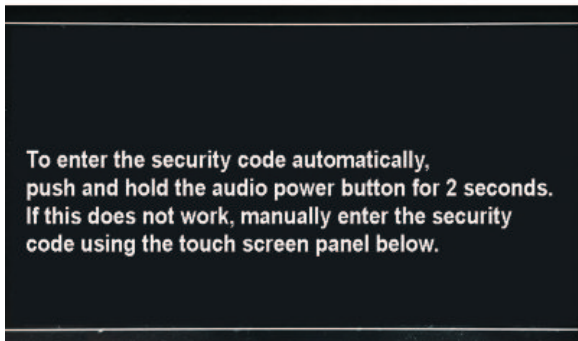 To enter the security code automatically,
push and hold the audio power button for 2 seconds.
If this does not work, manually enter the security
code using the touch screen panel below.